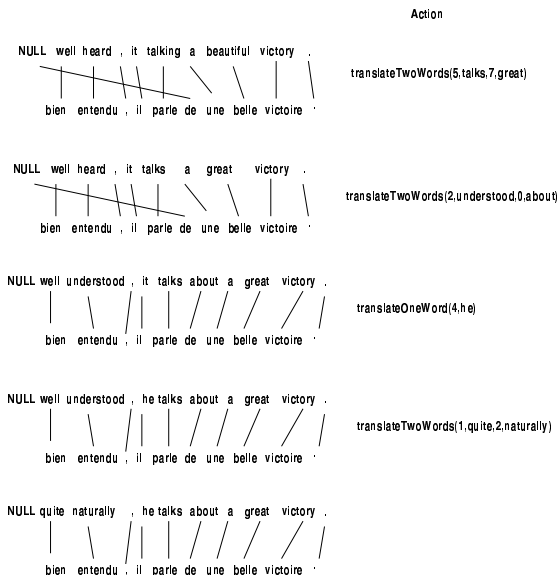 Action
NULL well heard , it talking a beautiful victory .
translateTwoWords(5,talks,7,great)
bien entendu , il parle de une belle victoire .
NULL well heard , it talks a great victory .
translateTwoWords(2,understood,0,about)
bien entendu , il parle de une belle victoire .
NULL well understood , it talks about a great victory .
translateOneWord(4,he)
bien entendu , il parle de une belle victoire .
NULL well understood , he talks about a great victory .
translateTwoWords(1,quite,2,naturally)
bien entendu , il parle de une belle victoire .
NULL quite naturally , he talks about a great victory .
bien entendu , il parle de une belle victoire .